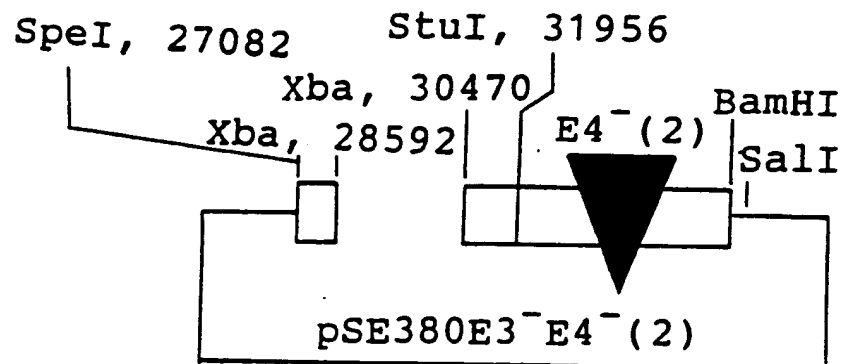 SpeI, 27082
StuI, 31956
Xba, 30470
Xba, 28592
E4⁻(2)
BamHI
SalI
pSE380E3⁻E4⁻(2)